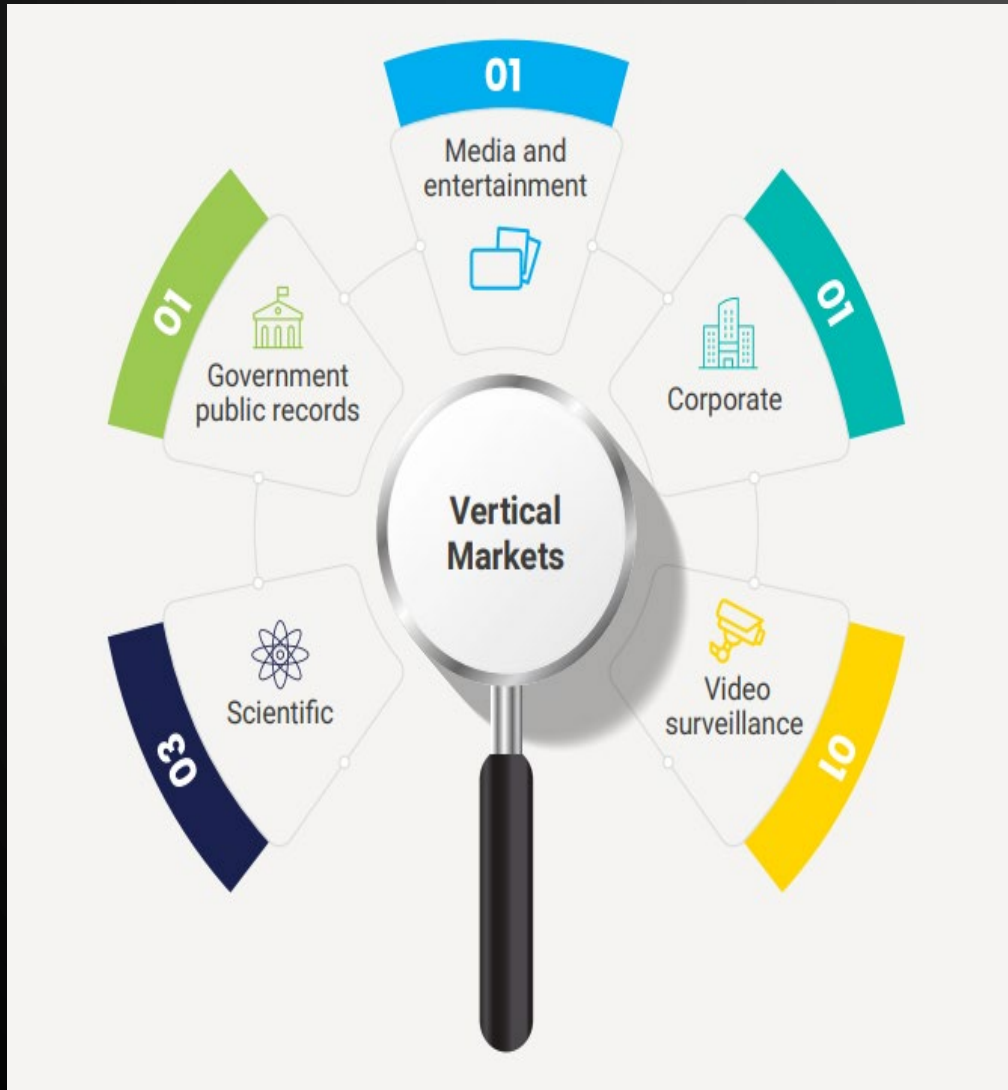 01
Media and
entertainment
01
Government
public records
01
Corporate
Vertical
Markets
03
Scientific
01
Video
surveillance